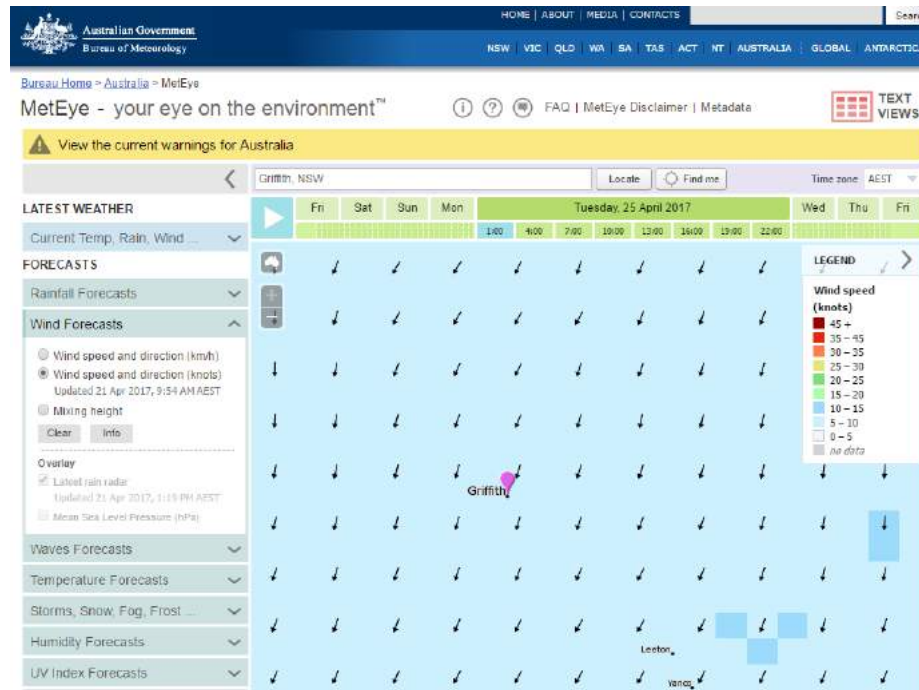 HOME | ABOUT | MEDIA | CONTACTS
Australian Government
Bureau of Meteorology
NSW VIC QLD WA SA TAS ACT NT AUSTRALIA GLOBAL
Bureau Home > Australia > MetEye
MetEye - your eye on the environment™
FAQ | MetEye Disclaimer | Metadata
TEXT
VIEWS
View the current warnings for Australia
Griffith, NSW
Locate
Find me
Time zone AEST
LATEST WEATHER
Fri Sat Sun Mon Tuesday, 25 April 2017 Wed Thu Fri
1:00 4:00 7:00 10:00 13:00 16:00 19:00 22:00
Current Temp, Rain, Wind ...
FORECASTS
Rainfall Forecasts
Wind Forecasts
Wind speed and direction (km/h)
Wind speed and direction (knots)
Updated 21 Apr 2017, 9:54 AM AEST
Mixing height
Clear Info
Overlay
Latest rain radar
Updated 21 Apr 2017, 1:19 PM AEST
Mean Sea Level Pressure (hPa)
Waves Forecasts
Temperature Forecasts
Storms, Snow, Fog, Frost ...
Humidity Forecasts
UV Index Forecasts
LEGEND
Wind speed
(knots)
45 +
35 – 45
30 – 35
25 – 30
20 – 25
15 – 20
10 – 15
5 – 10
0 – 5
no data
Griffith
Leeton
Yanco